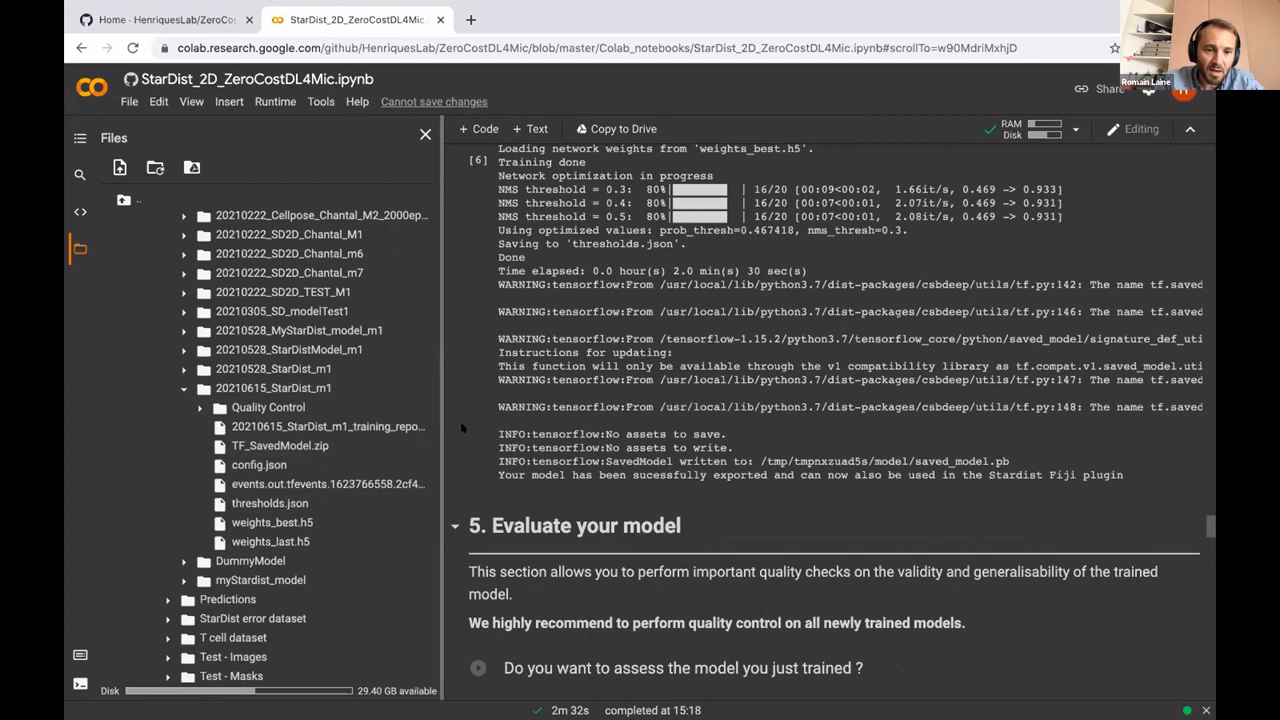 Home - HenriquesLab/ZeroCos
StarDist_2D_ZeroCostDL4Mic.ip
colab.research.google.com/github/HenriquesLab/ZeroCostDL4Mic/blob/master/Colab_notebooks/StarDist_2D_ZeroCostDL4Mic.ipynb#scrollTo=w90MdriMxhjD
Romain Laine
StarDist_2D_ZeroCostDL4Mic.ipynb
File Edit View Insert Runtime Tools Help Cannot save changes
Share
Files
+ Code + Text Copy to Drive
RAM
Disk
Editing
..
20210222_Cellpose_Chantal_M2_2000ep...
20210222_SD2D_Chantal_M1
20210222_SD2D_Chantal_m6
20210222_SD2D_Chantal_m7
20210222_SD2D_TEST_M1
20210305_SD_modelTest1
20210528_MyStarDist_model_m1
20210528_StarDistModel_m1
20210528_StarDist_m1
20210615_StarDist_m1
Quality Control
20210615_StarDist_m1_training_repo...
TF_SavedModel.zip
config.json
events.out.tfevents.1623766558.2cf4...
thresholds.json
weights_best.h5
weights_last.h5
DummyModel
myStardist_model
Predictions
StarDist error dataset
T cell dataset
Test - Images
Test - Masks
Disk 29.40 GB available
Loading network weights from 'weights_best.h5'.
[6] Training done
Network optimization in progress
NMS threshold = 0.3: 80%| | 16/20 [00:09<00:02, 1.66it/s, 0.469 -> 0.933]
NMS threshold = 0.4: 80%| | 16/20 [00:07<00:01, 2.07it/s, 0.469 -> 0.933]
NMS threshold = 0.5: 80%| | 16/20 [00:07<00:01, 2.08it/s, 0.469 -> 0.931]
Using optimized values: prob_thresh=0.467418, nms_thresh=0.3.
Saving to 'thresholds.json'.
Done
Time elapsed: 0.0 hour(s) 2.0 min(s) 30 sec(s)
WARNING:tensorflow:From /usr/local/lib/python3.7/dist-packages/csbdeep/utils/tf.py:142: The name tf.saved
WARNING:tensorflow:From /usr/local/lib/python3.7/dist-packages/csbdeep/utils/tf.py:146: The name tf.saved
WARNING:tensorflow:From /tensorflow-1.15.2/python3.7/tensorflow_core/python/saved_model/signature_def_uti
Instructions for updating:
This function will only be available through the v1 compatibility library as tf.compat.v1.saved_model.uti
WARNING:tensorflow:From /usr/local/lib/python3.7/dist-packages/csbdeep/utils/tf.py:147: The name tf.saved
WARNING:tensorflow:From /usr/local/lib/python3.7/dist-packages/csbdeep/utils/tf.py:148: The name tf.saved
INFO:tensorflow:No assets to save.
INFO:tensorflow:No assets to write.
INFO:tensorflow:SavedModel written to: /tmp/tmpnxzuad5s/model/saved_model.pb
Your model has been sucessfully exported and can now also be used in the Stardist Fiji plugin
5. Evaluate your model
This section allows you to perform important quality checks on the validity and generalisability of the trained
model.
We highly recommend to perform quality control on all newly trained models.
Do you want to assess the model you just trained ?
2m 32s completed at 15:18